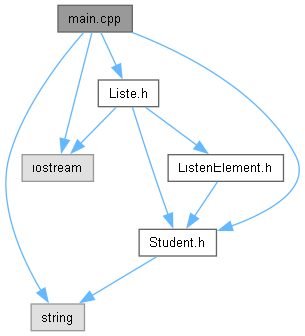 main.cpp
Liste.h
iostream
ListenElement.h
Student.h
string